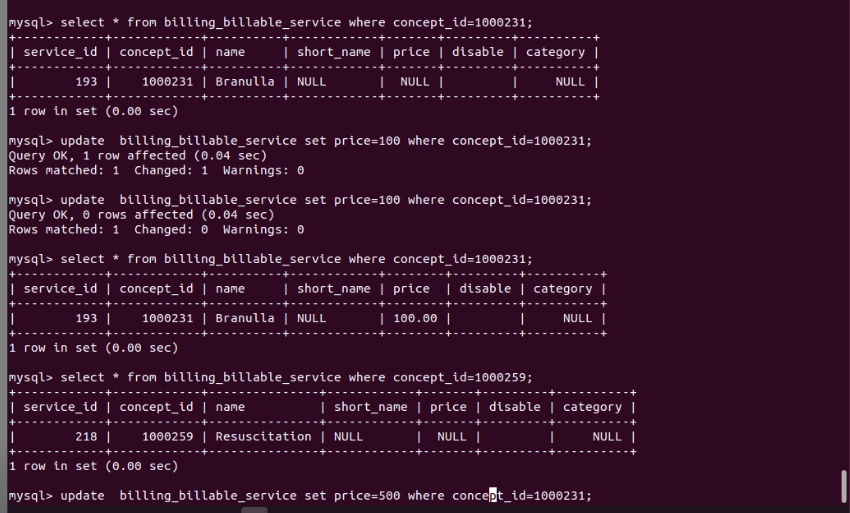 mysql> select * from billing_billable_service where concept_id=1000231;
+------------+------------+----------+------------+-------+---------+----------+
| service_id | concept_id | name     | short_name | price | disable | category |
+------------+------------+----------+------------+-------+---------+----------+
|        193 |    1000231 | Branulla | NULL       |  NULL |         |     NULL |
+------------+------------+----------+------------+-------+---------+----------+
1 row in set (0.00 sec)
mysql> update  billing_billable_service set price=100 where concept_id=1000231;
Query OK, 1 row affected (0.04 sec)
Rows matched: 1  Changed: 1  Warnings: 0
mysql> update  billing_billable_service set price=100 where concept_id=1000231;
Query OK, 0 rows affected (0.04 sec)
Rows matched: 1  Changed: 0  Warnings: 0
mysql> select * from billing_billable_service where concept_id=1000231;
+------------+------------+----------+------------+--------+---------+----------+
| service_id | concept_id | name     | short_name | price  | disable | category |
+------------+------------+----------+------------+--------+---------+----------+
|        193 |    1000231 | Branulla | NULL       | 100.00 |         |     NULL |
+------------+------------+----------+------------+--------+---------+----------+
1 row in set (0.00 sec)
mysql> select * from billing_billable_service where concept_id=1000259;
+------------+------------+---------------+------------+-------+---------+----------+
| service_id | concept_id | name          | short_name | price | disable | category |
+------------+------------+---------------+------------+-------+---------+----------+
|        218 |    1000259 | Resuscitation | NULL       |  NULL |         |     NULL |
+------------+------------+---------------+------------+-------+---------+----------+
1 row in set (0.00 sec)
mysql> update  billing_billable_service set price=500 where concept_id=1000231;